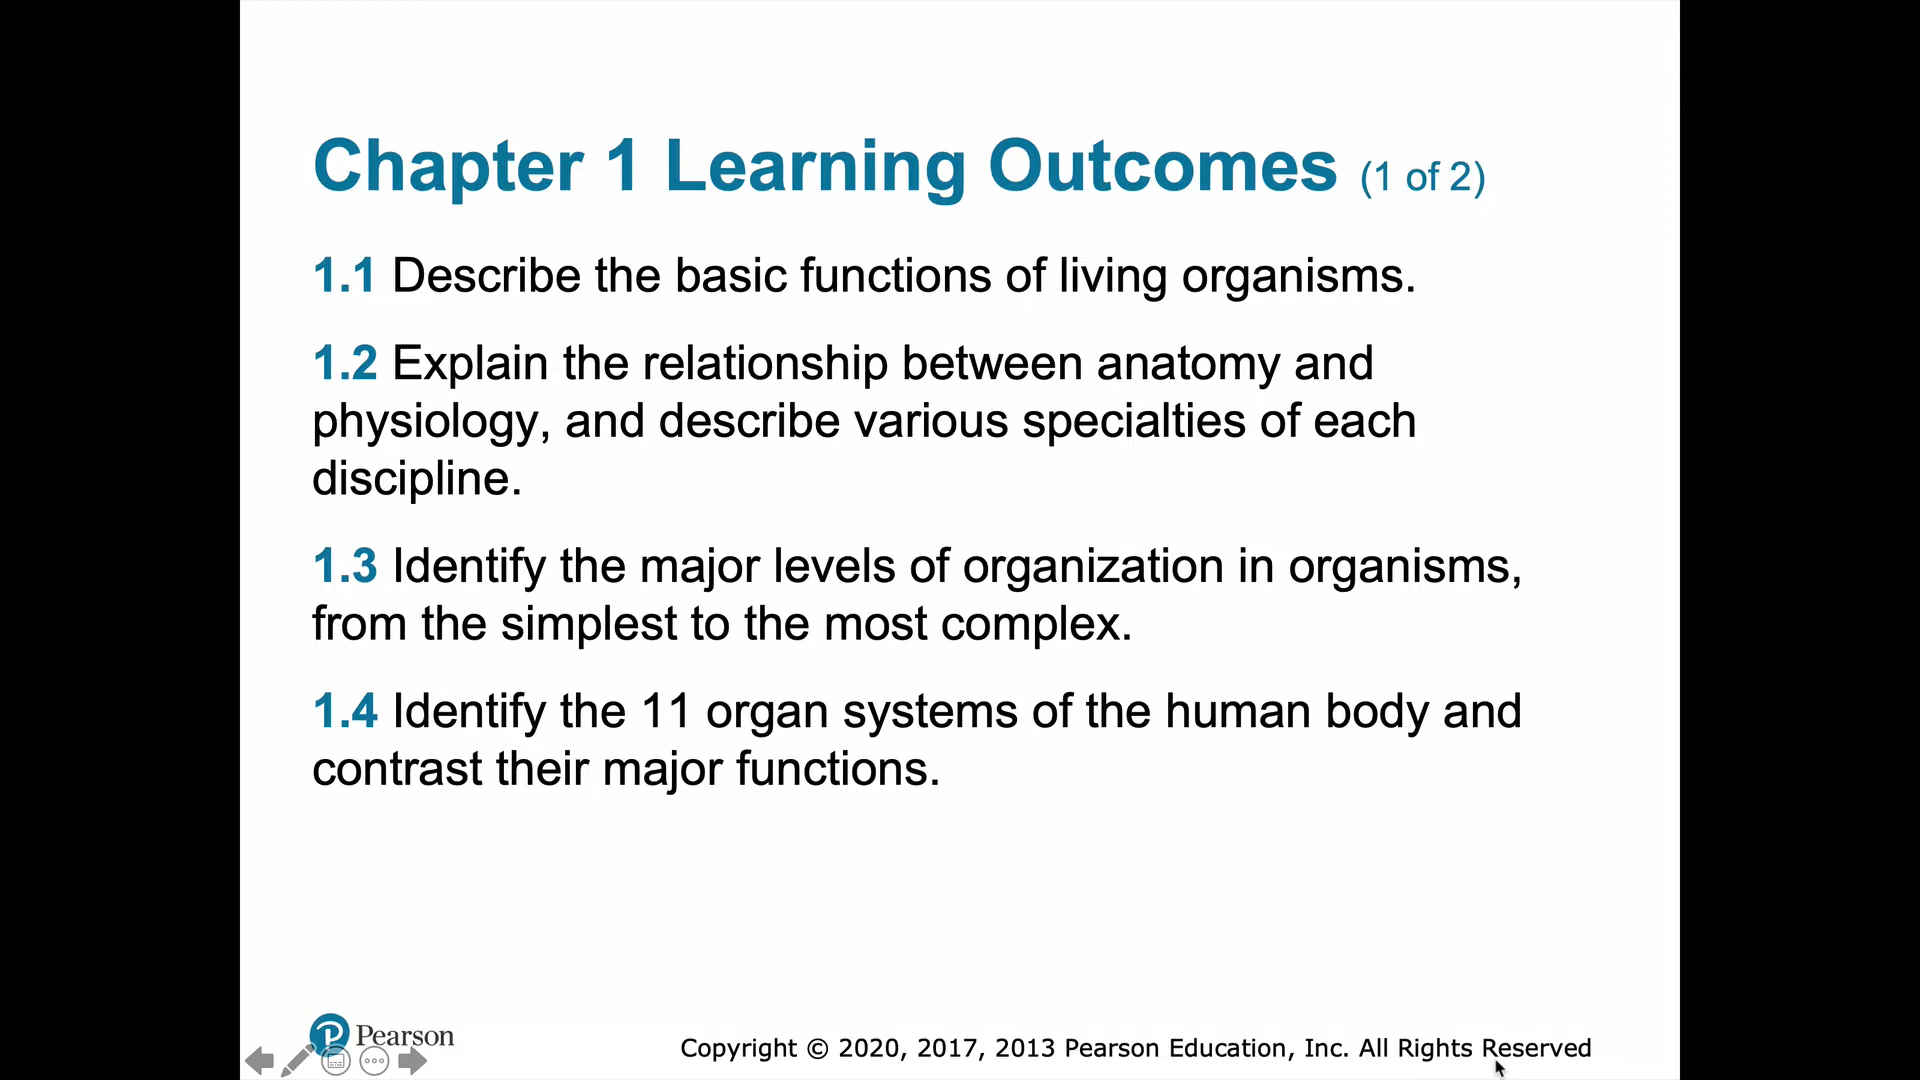 Chapter 1 Learning Outcomes (1 of 2)
1.1 Describe the basic functions of living organisms.
1.2 Explain the relationship between anatomy and
physiology, and describe various specialties of each
discipline.
1.3 Identify the major levels of organization in organisms,
from the simplest to the most complex.
1.4 Identify the 11 organ systems of the human body and
contrast their major functions.
P Pearson
Copyright © 2020, 2017, 2013 Pearson Education, Inc. All Rights Reserved